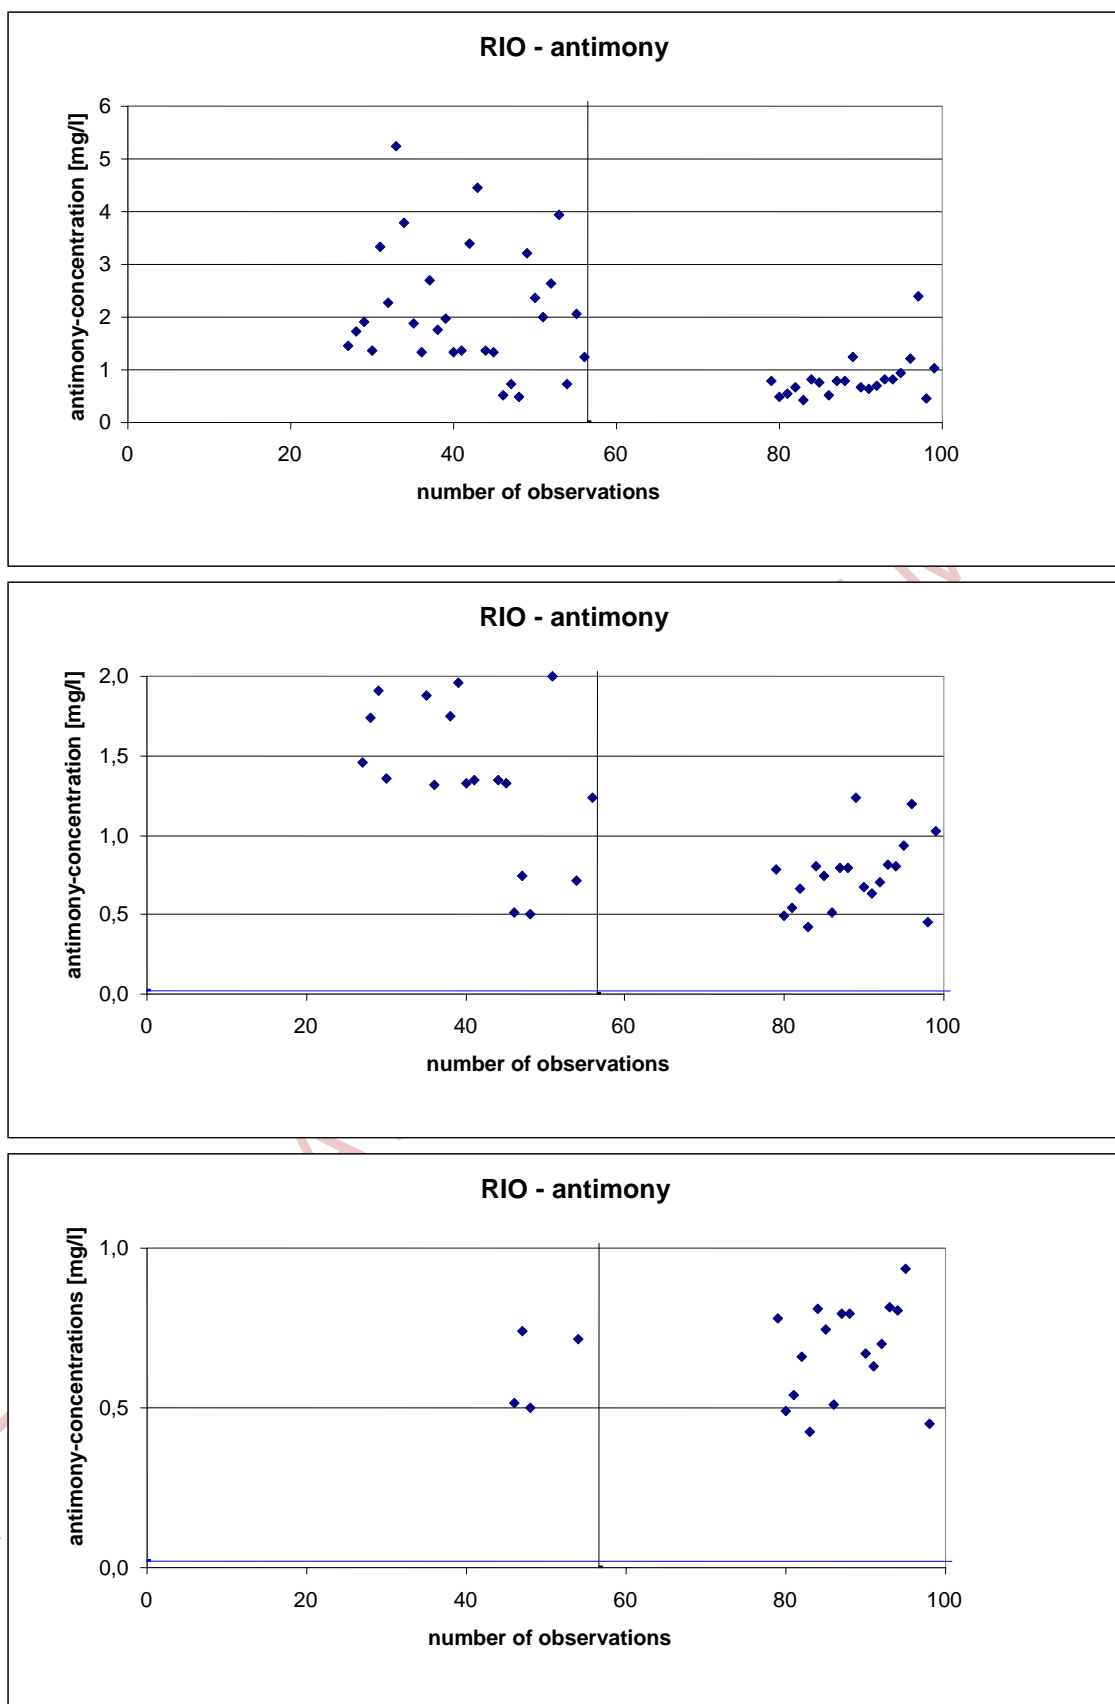 RIO - antimony
antimony-concentration [mg/l]
6
5
4
3
2
1
0
0 20 40 60 80 100
number of observations
RIO - antimony
antimony-concentration [mg/l]
2,0
1,5
1,0
0,5
0,0
0 20 40 60 80 100
number of observations
RIO - antimony
antimony-concentrations [mg/l]
1,0
0,5
0,0
0 20 40 60 80 100
number of observations